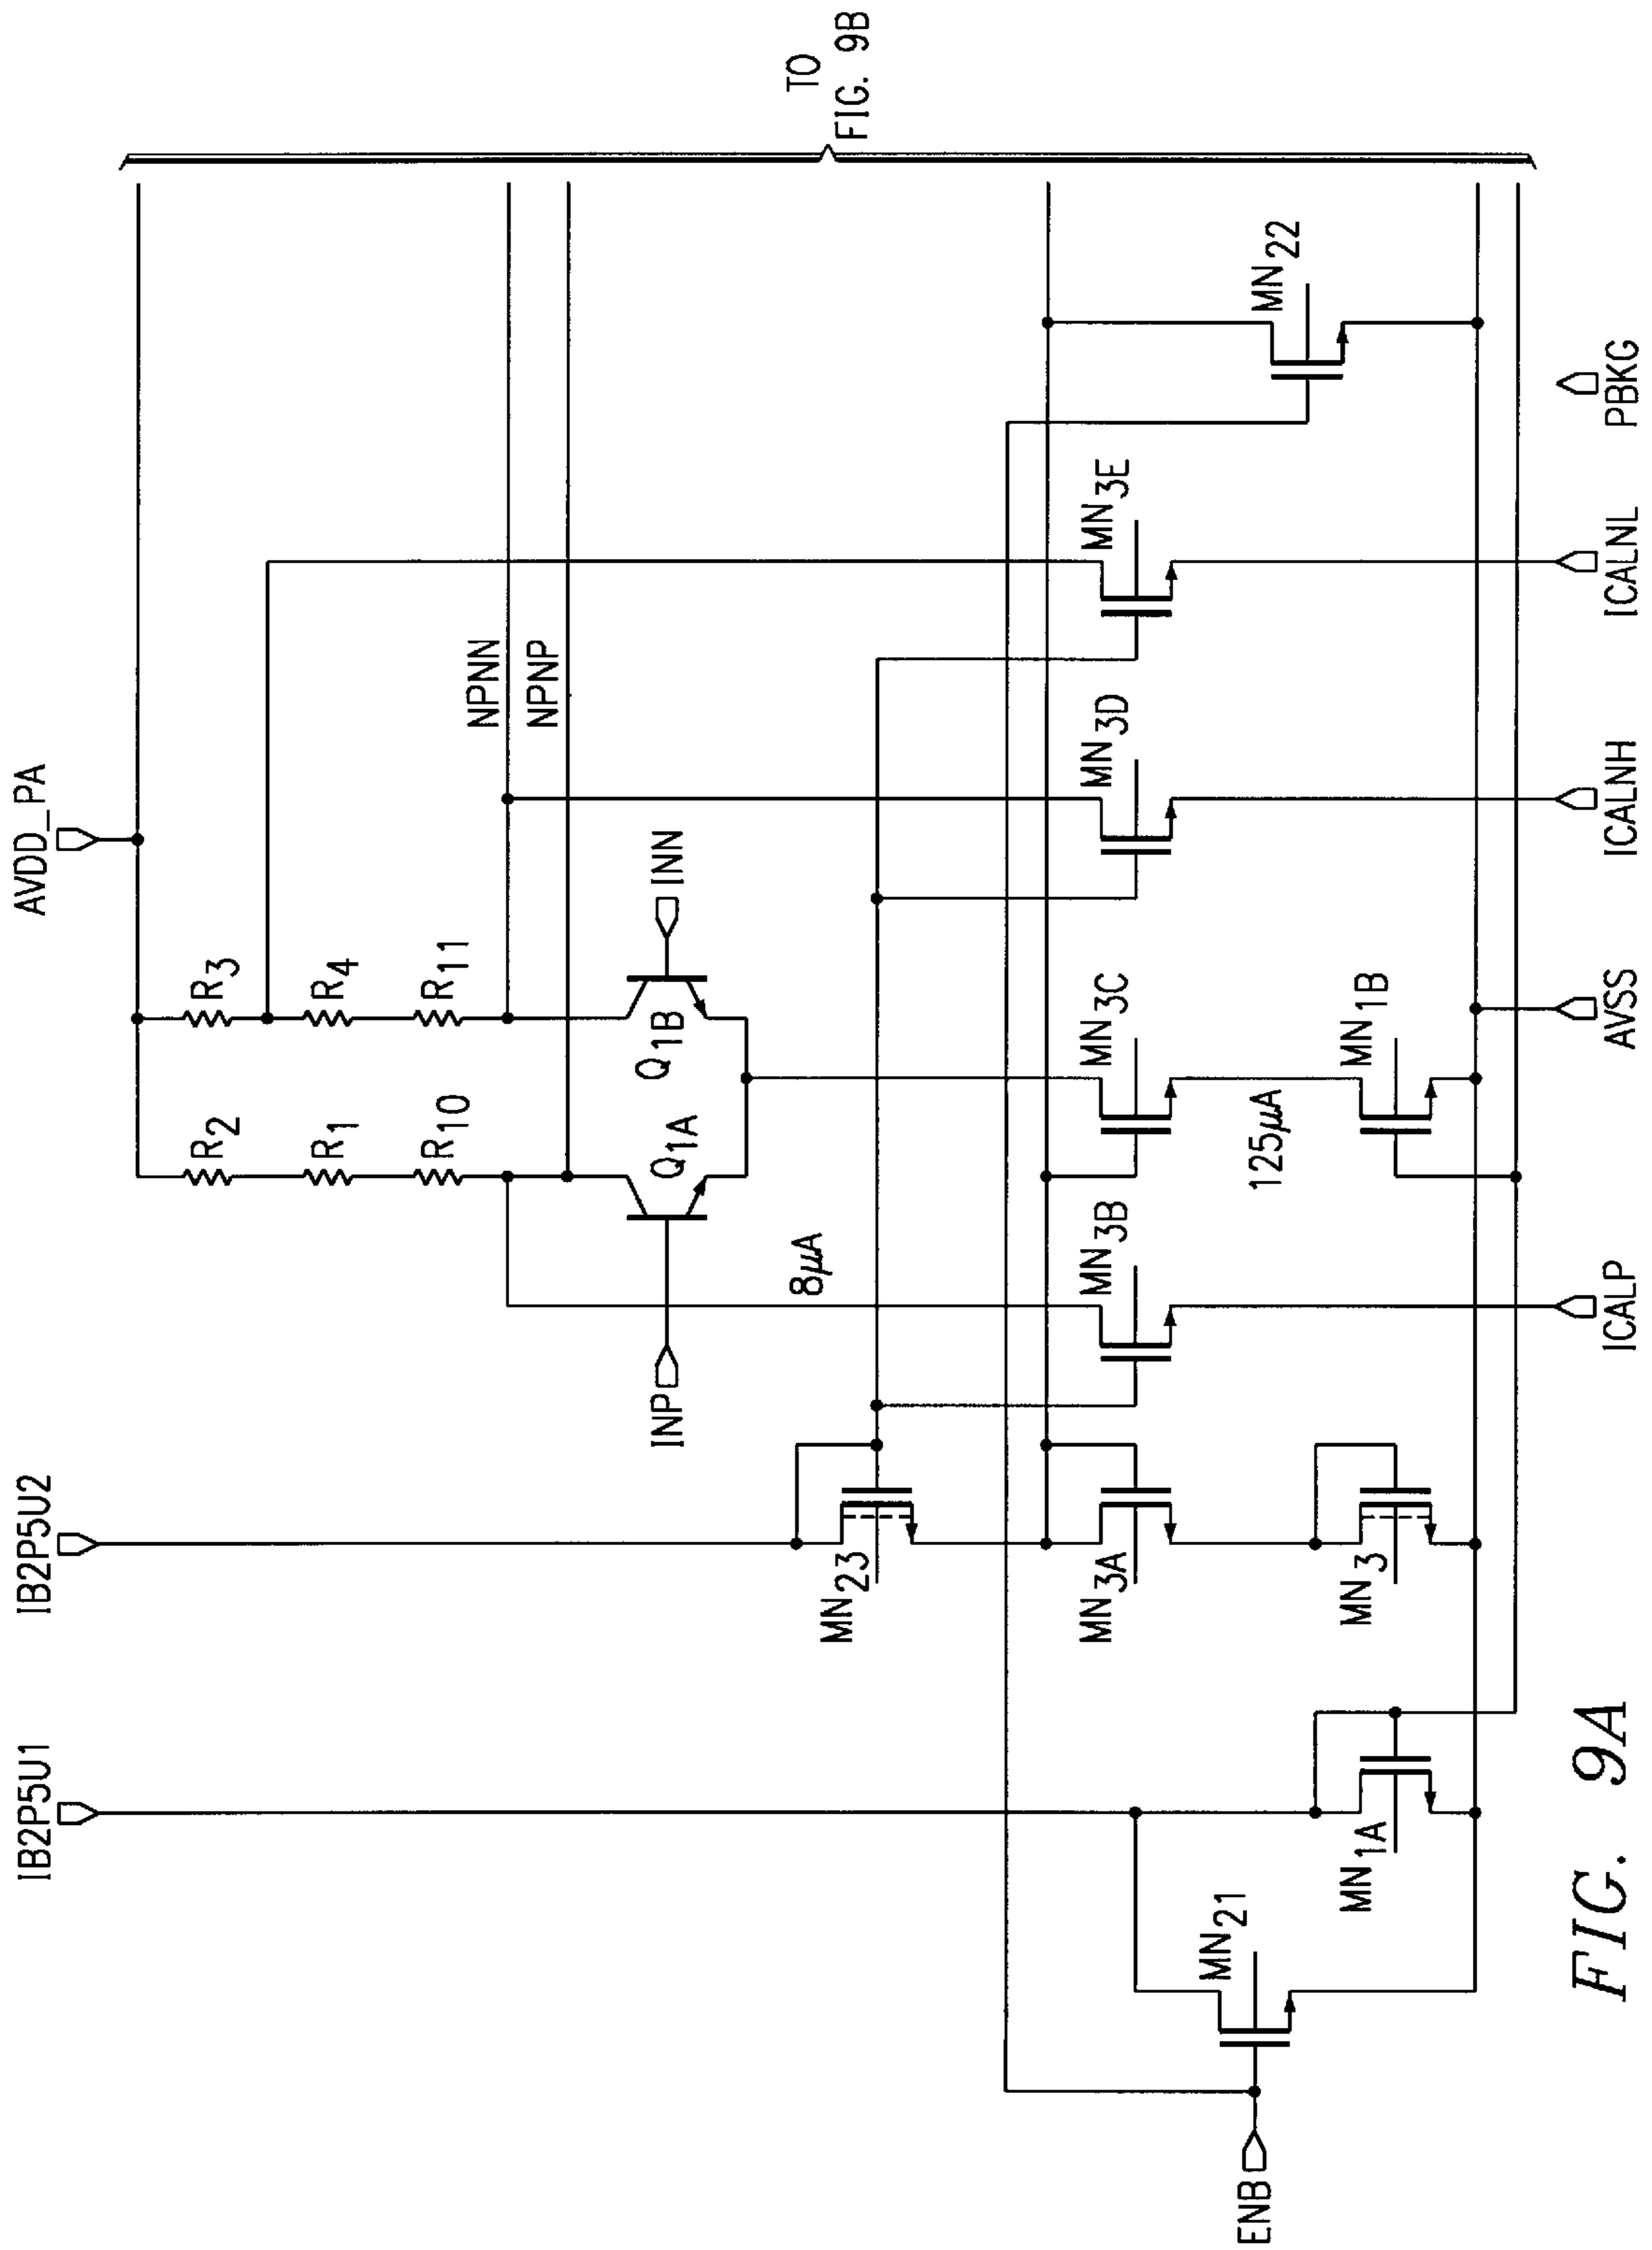 AVDD_PA
IB2P5U1
IB2P5U2
R2
R3
R1
R4
R10
R11
NPNN
NPNP
TO
FIG. 9B
INP
Q1A
Q1B
INN
8μA
MN23
MN3A
MN3B
MN3C
MN3D
MN3E
MN21
MN22
ENB
125μA
MN1A
MN3
MN1B
ICALP
AVSS
ICALNH
ICALNL
PBKG
FIG. 9A